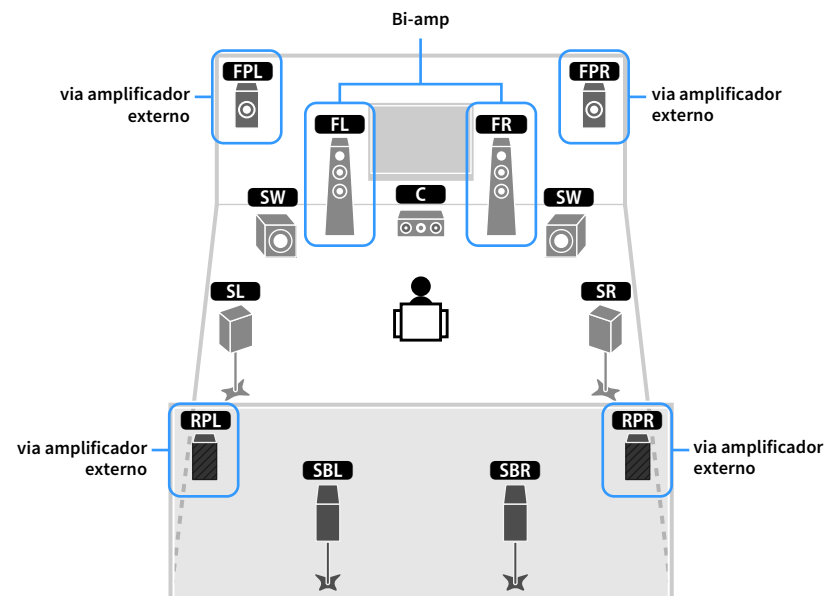 Bi-amp
FPL
FPR
via amplificador
externo
via amplificador
externo
FL
FR
SW
C
SW
SL
SR
RPL
RPR
via amplificador
externo
via amplificador
externo
SBL
SBR